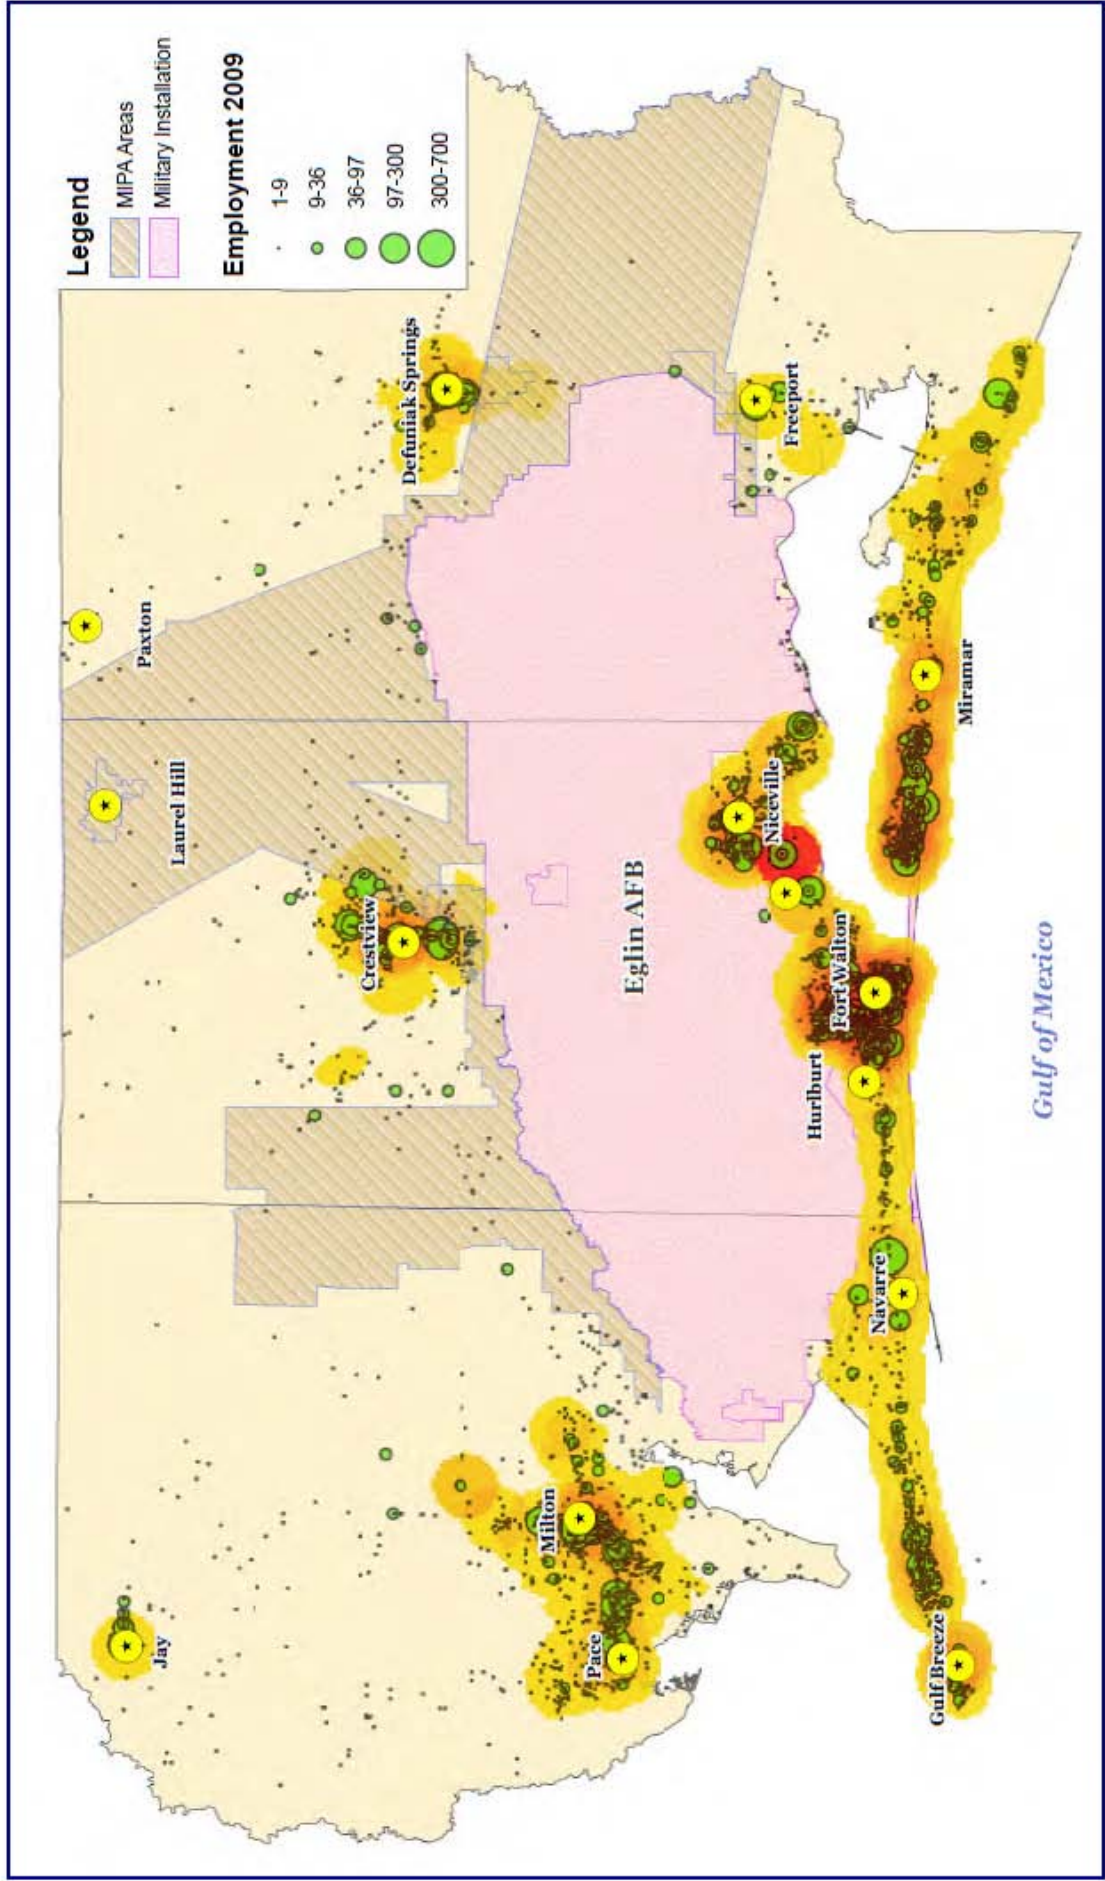 Legend
MIPA Areas
Military Installation
Employment 2009
1-9
9-36
36-97
97-300
300-700
Jay
Laurel Hill
Paxton
Crestview
Defuniak Springs
Milton
Pace
Eglin AFB
Niceville
Freeport
Hurlburt
Fort Walton
Navarre
Gulf Breeze
Miramar
Gulf of Mexico